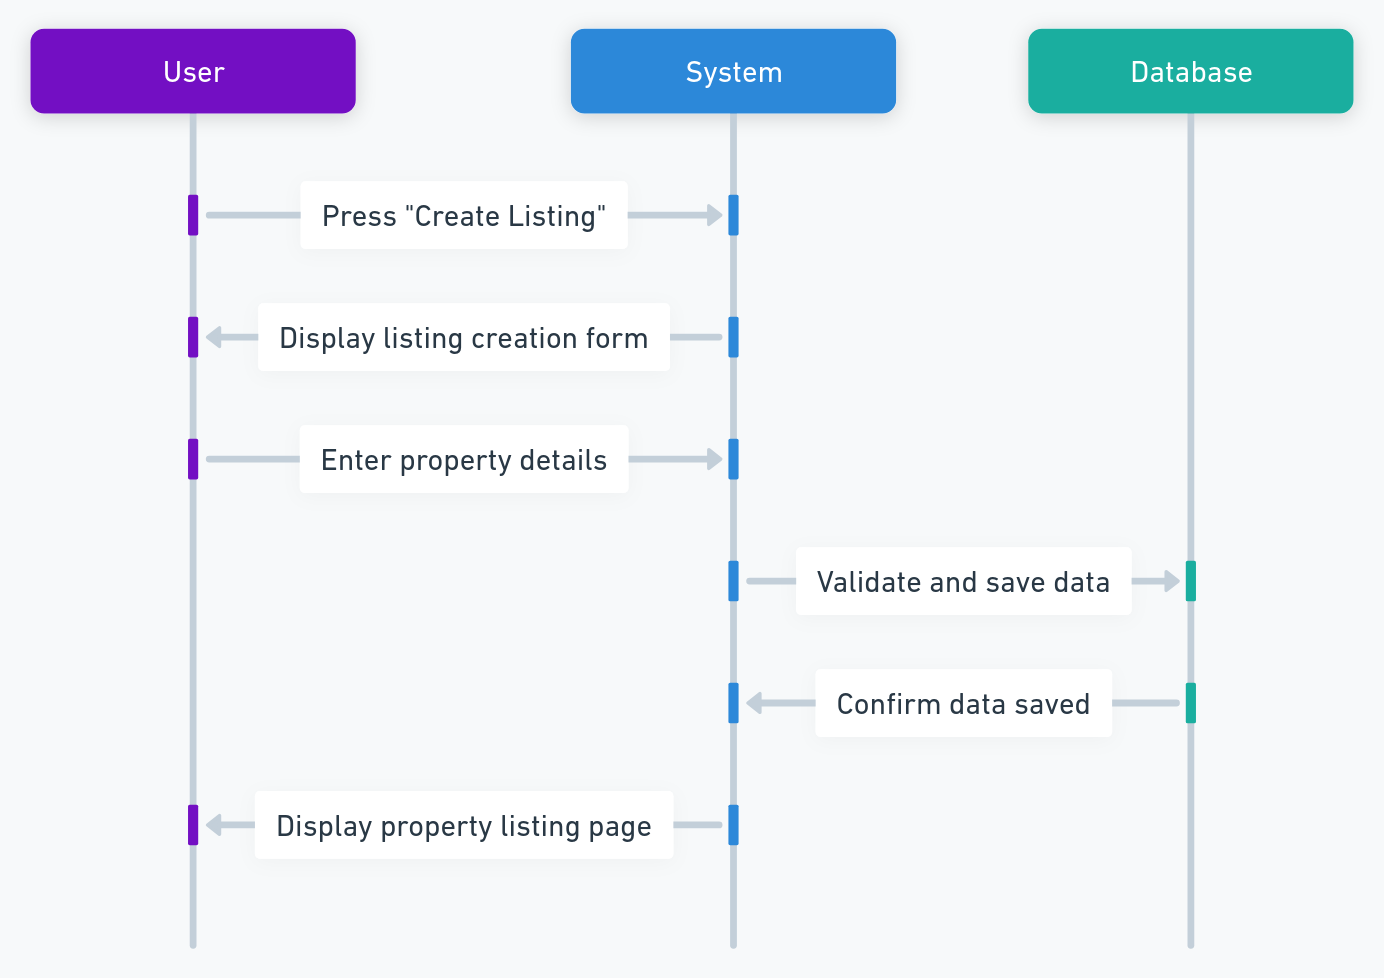 User
System
Database
Press "Create Listing"
Display listing creation form
Enter property details
Validate and save data
Confirm data saved
Display property listing page